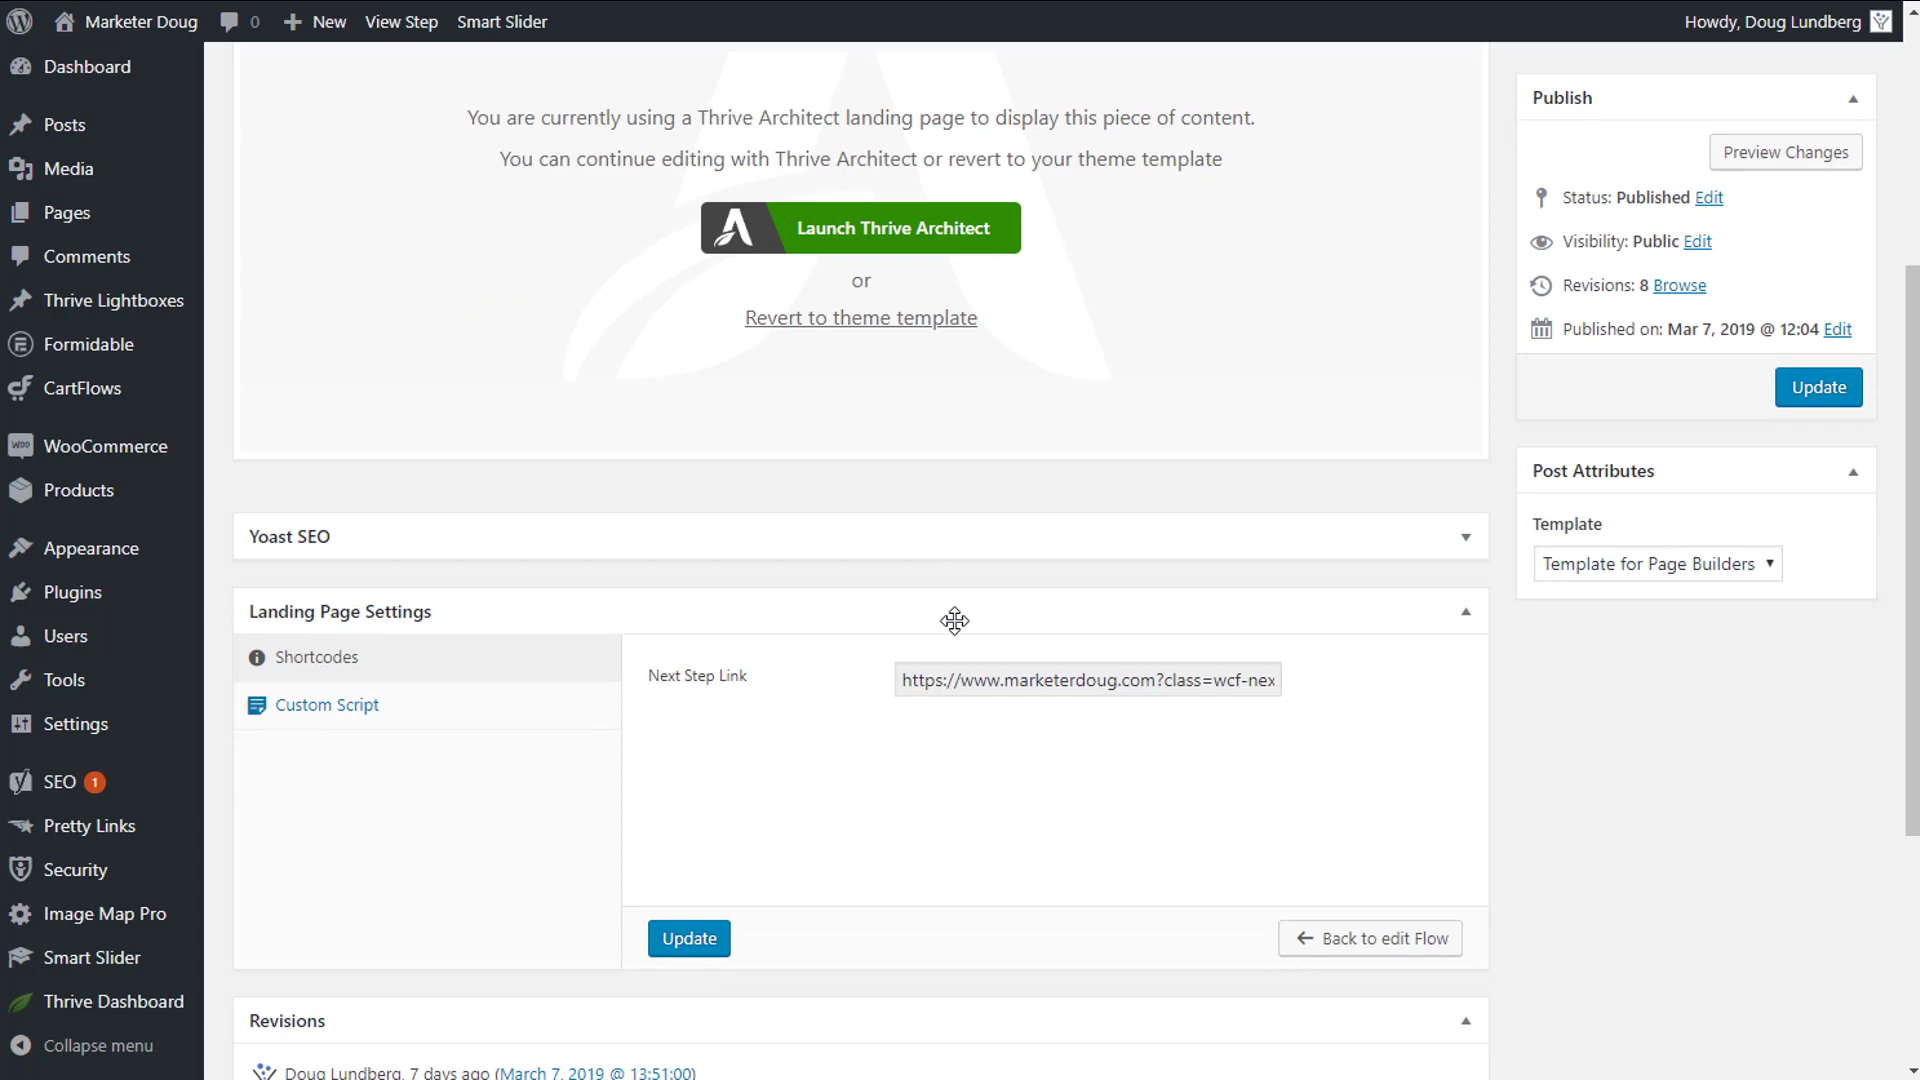 Marketer Doug
0
New
View Step
Smart Slider
Howdy, Doug Lundberg
Dashboard
Posts
Media
Pages
Comments
Thrive Lightboxes
Formidable
CartFlows
WOO
WooCommerce
Products
Appearance
Plugins
Users
Tools
Settings
SEO 1
Pretty Links
Security
Image Map Pro
Smart Slider
Thrive Dashboard
Collapse menu
You are currently using a Thrive Architect landing page to display this piece of content.
You can continue editing with Thrive Architect or revert to your theme template
Launch Thrive Architect
or
Revert to theme template
Yoast SEO
Landing Page Settings
Shortcodes
Custom Script
Next Step Link
https://www.marketerdoug.com?class=wcf-nex
Update
← Back to edit Flow
Revisions
Doug Lundberg, 7 days ago (March 7, 2019 @ 13:51:00)
Publish
Preview Changes
Status: Published Edit
Visibility: Public Edit
Revisions: 8 Browse
Published on: Mar 7, 2019 @ 12:04 Edit
Update
Post Attributes
Template
Template for Page Builders